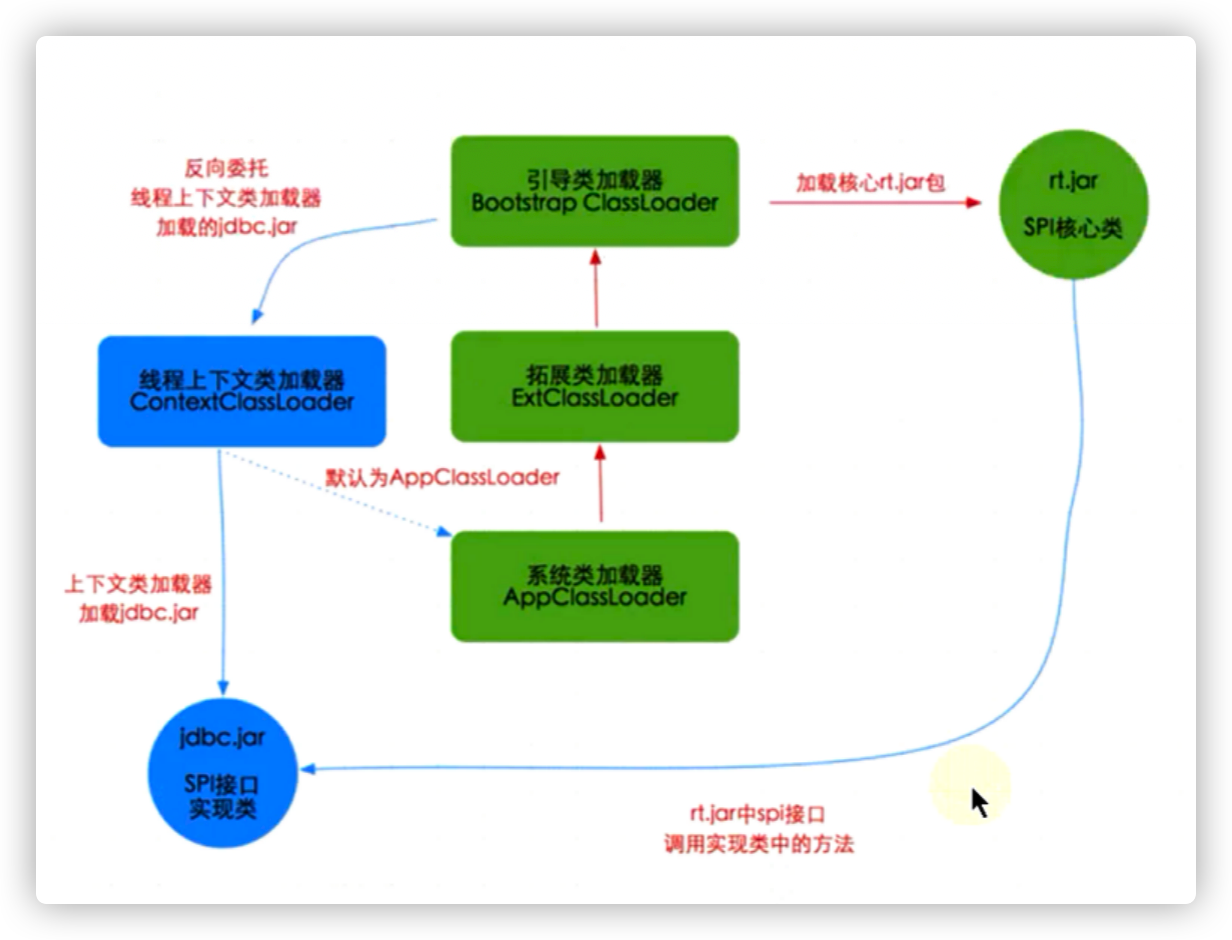 反向委托
线程上下文类加载器
加载的jdbc.jar
引导类加载器
Bootstrap ClassLoader
加载核心rt.jar包
rt.jar
SPI核心类
线程上下文类加载器
ContextClassLoader
拓展类加载器
ExtClassLoader
默认为AppClassLoader
系统类加载器
AppClassLoader
上下文类加载器
加载jdbc.jar
jdbc.jar
SPI接口
实现类
rt.jar中spi接口
调用实现类中的方法